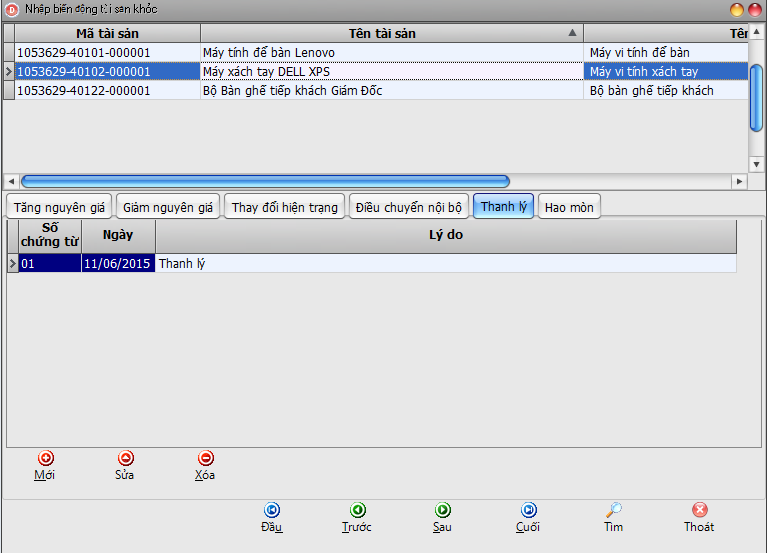 Nhập biến động tài sản khác
Mã tài sản Tên tài sản Tên
1053629-40101-000001 Máy tính để bàn Lenovo Máy vi tính để bàn
1053629-40102-000001 Máy xách tay DELL XPS Máy vi tính xách tay
1053629-40122-000001 Bộ Bàn ghế tiếp khách Giám Đốc Bộ bàn ghế tiếp khách
Tăng nguyên giá Giảm nguyên giá Thay đổi hiện trạng Điều chuyển nội bộ Thanh lý Hao mòn
Số chứng từ Ngày Lý do
01 11/06/2015 Thanh lý
Mới Sửa Xóa
Đầu Trước Sau Cuối Tìm Thoát